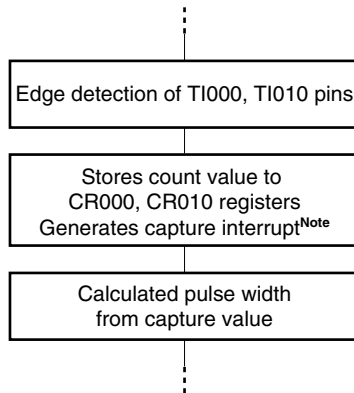 Edge detection of TI000, TI010 pins
Stores count value to
CR000, CR010 registers
Generates capture interruptNote
Calculated pulse width
from capture value